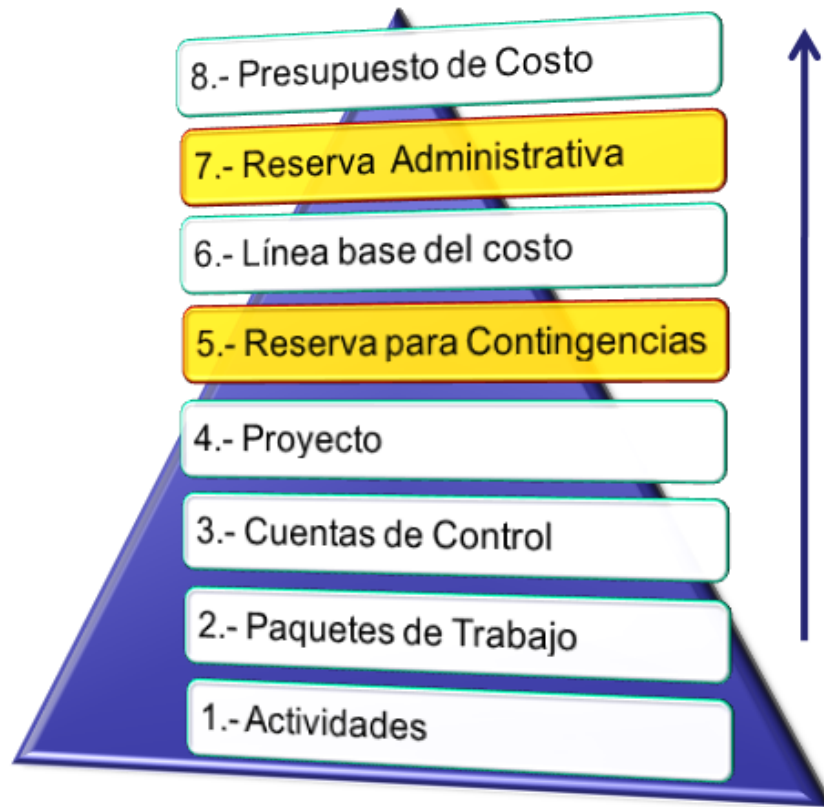 8.- Presupuesto de Costo
7.- Reserva Administrativa
6.- Línea base del costo
5.- Reserva para Contingencias
4.- Proyecto
3.- Cuentas de Control
2.- Paquetes de Trabajo
1.- Actividades